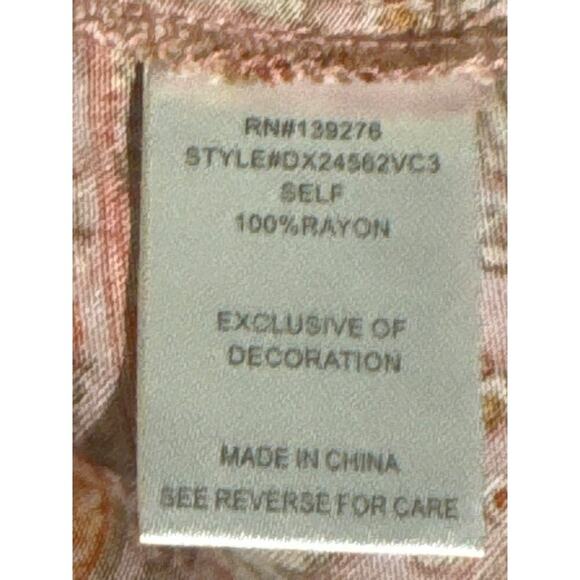 RN#139276
STYLE#DX24562VC3
SELF
100%RAYON
EXCLUSIVE OF
DECORATION
MADE IN CHINA
SEE REVERSE FOR CARE